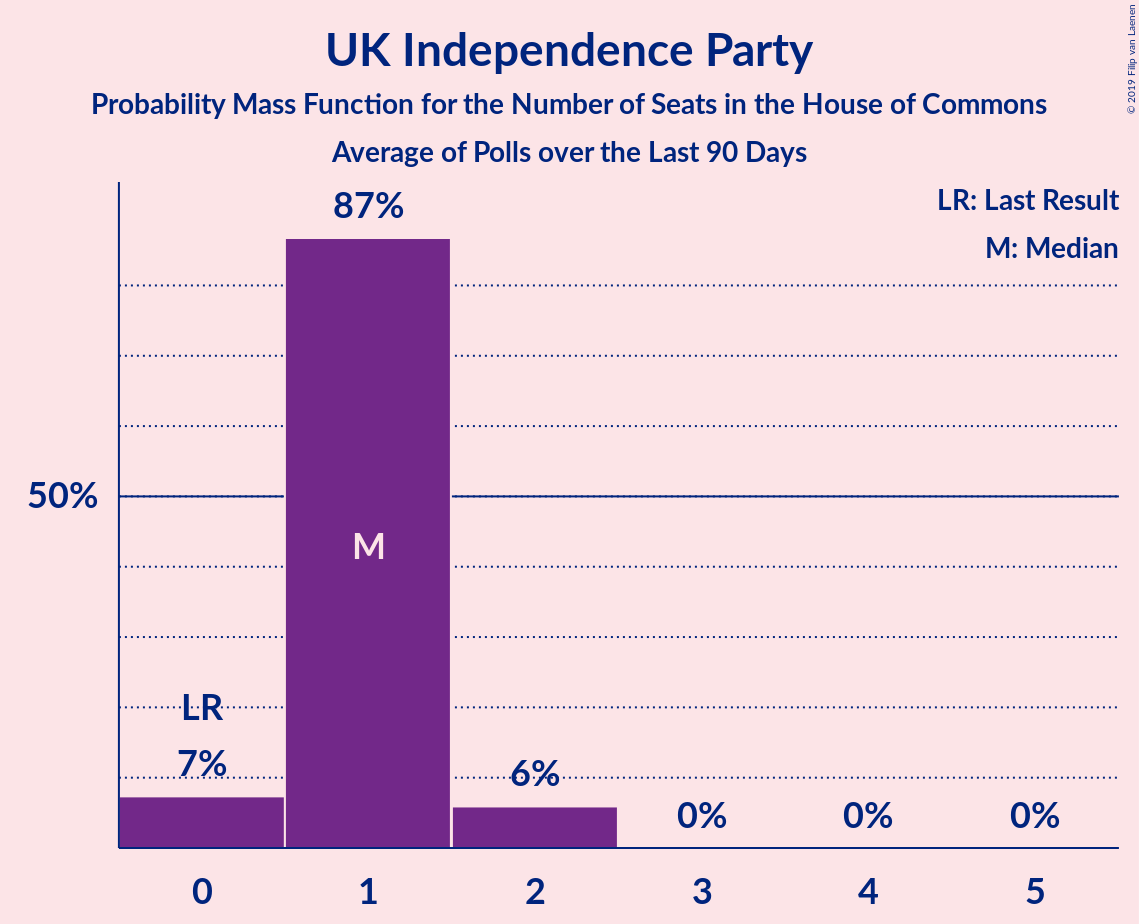 UK Independence Party
Probability Mass Function for the Number of Seats in the House of Commons
Average of Polls over the Last 90 Days
© 2019 Filip van Laenen
LR: Last Result
M: Median
87%
50%
M
LR
7%
6%
0%
0%
0%
0
1
2
3
4
5